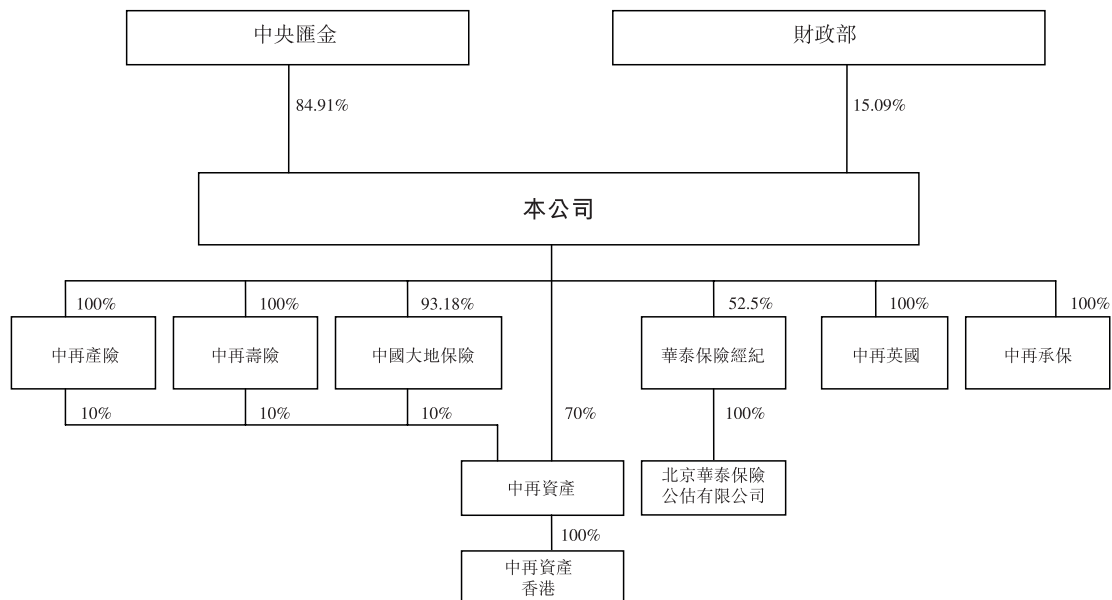 中央匯金
財政部
84.91%
15.09%
本公司
100%
100%
93.18%
52.5%
100%
100%
中再產險
中再壽險
中國大地保險
華泰保險經紀
中再英國
中再承保
10%
10%
10%
70%
100%
中再資產
北京華泰保險
公估有限公司
100%
中再資產
香港